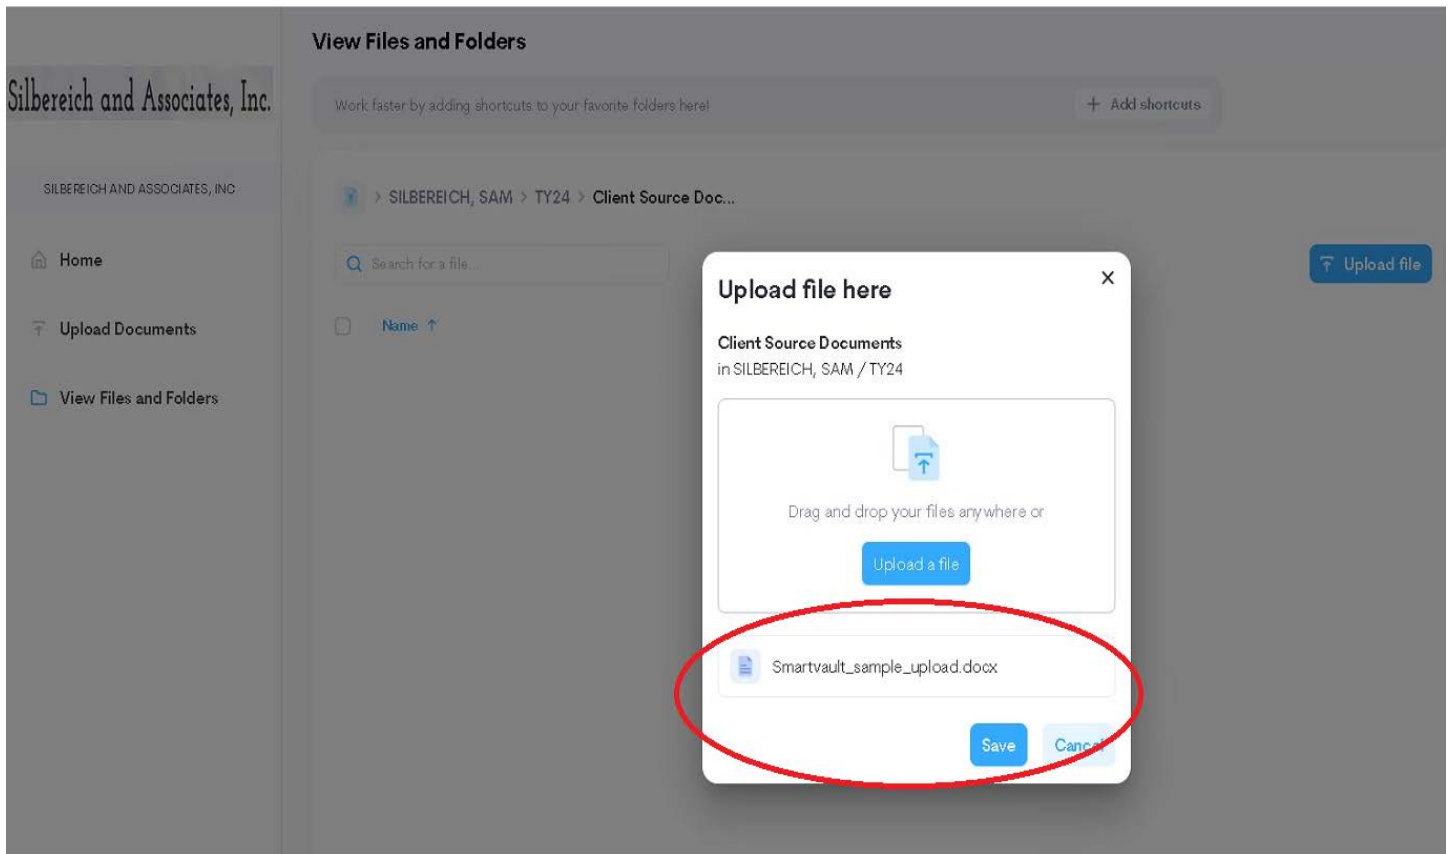 View Files and Folders
Silbereich and Associates, Inc.
Work faster by adding shortcuts to your favorite folders here!
+ Add shortcuts
SILBEREICH AND ASSOCIATES, INC
> SILBEREICH, SAM > TY24 > Client Source Doc...
Home
Search for a file...
Upload file
Upload Documents
Name ↑
View Files and Folders
Upload file here
X
Client Source Documents
in SILBEREICH, SAM / TY24
Drag and drop your files anywhere or
Upload a file
Smartvault_sample_upload.docx
Save
Cancel